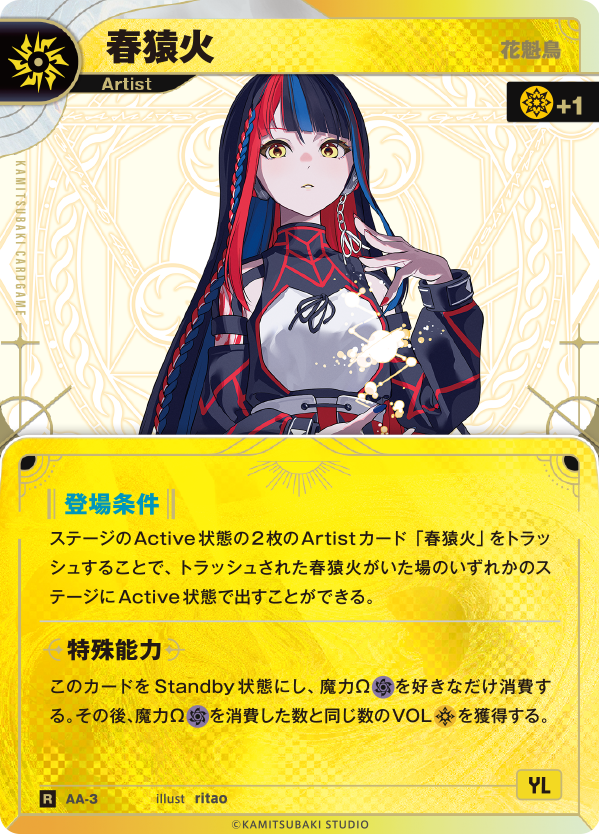 春猿火
花魁鳥
Artist
+1
KAMITSUBAKI CARDGAME
登場条件
ステージのActive状態の2枚のArtistカード「春猿火」をトラッ
シュすることで、トラッシュされた春猿火がいた場のいずれかのス
テージにActive状態で出すことができる。
特殊能力
このカードをStandby状態にし、魔力Ωを好きなだけ消費す
る。その後、魔力Ωを消費した数と同じ数のVOLを獲得する。
YL
R AA-3 illust ritao
©KAMITSUBAKI STUDIO